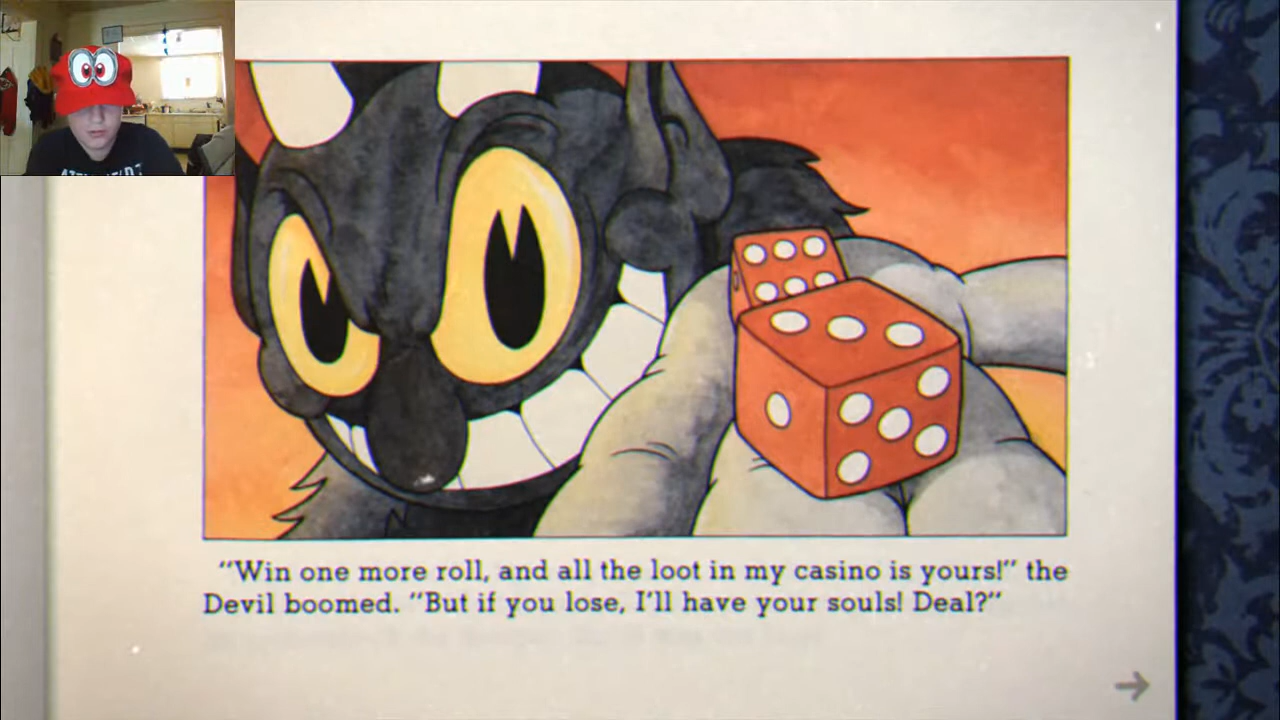 “Win one more roll, and all the loot in my casino is yours!” the
Devil boomed. “But if you lose, I’ll have your souls! Deal?”